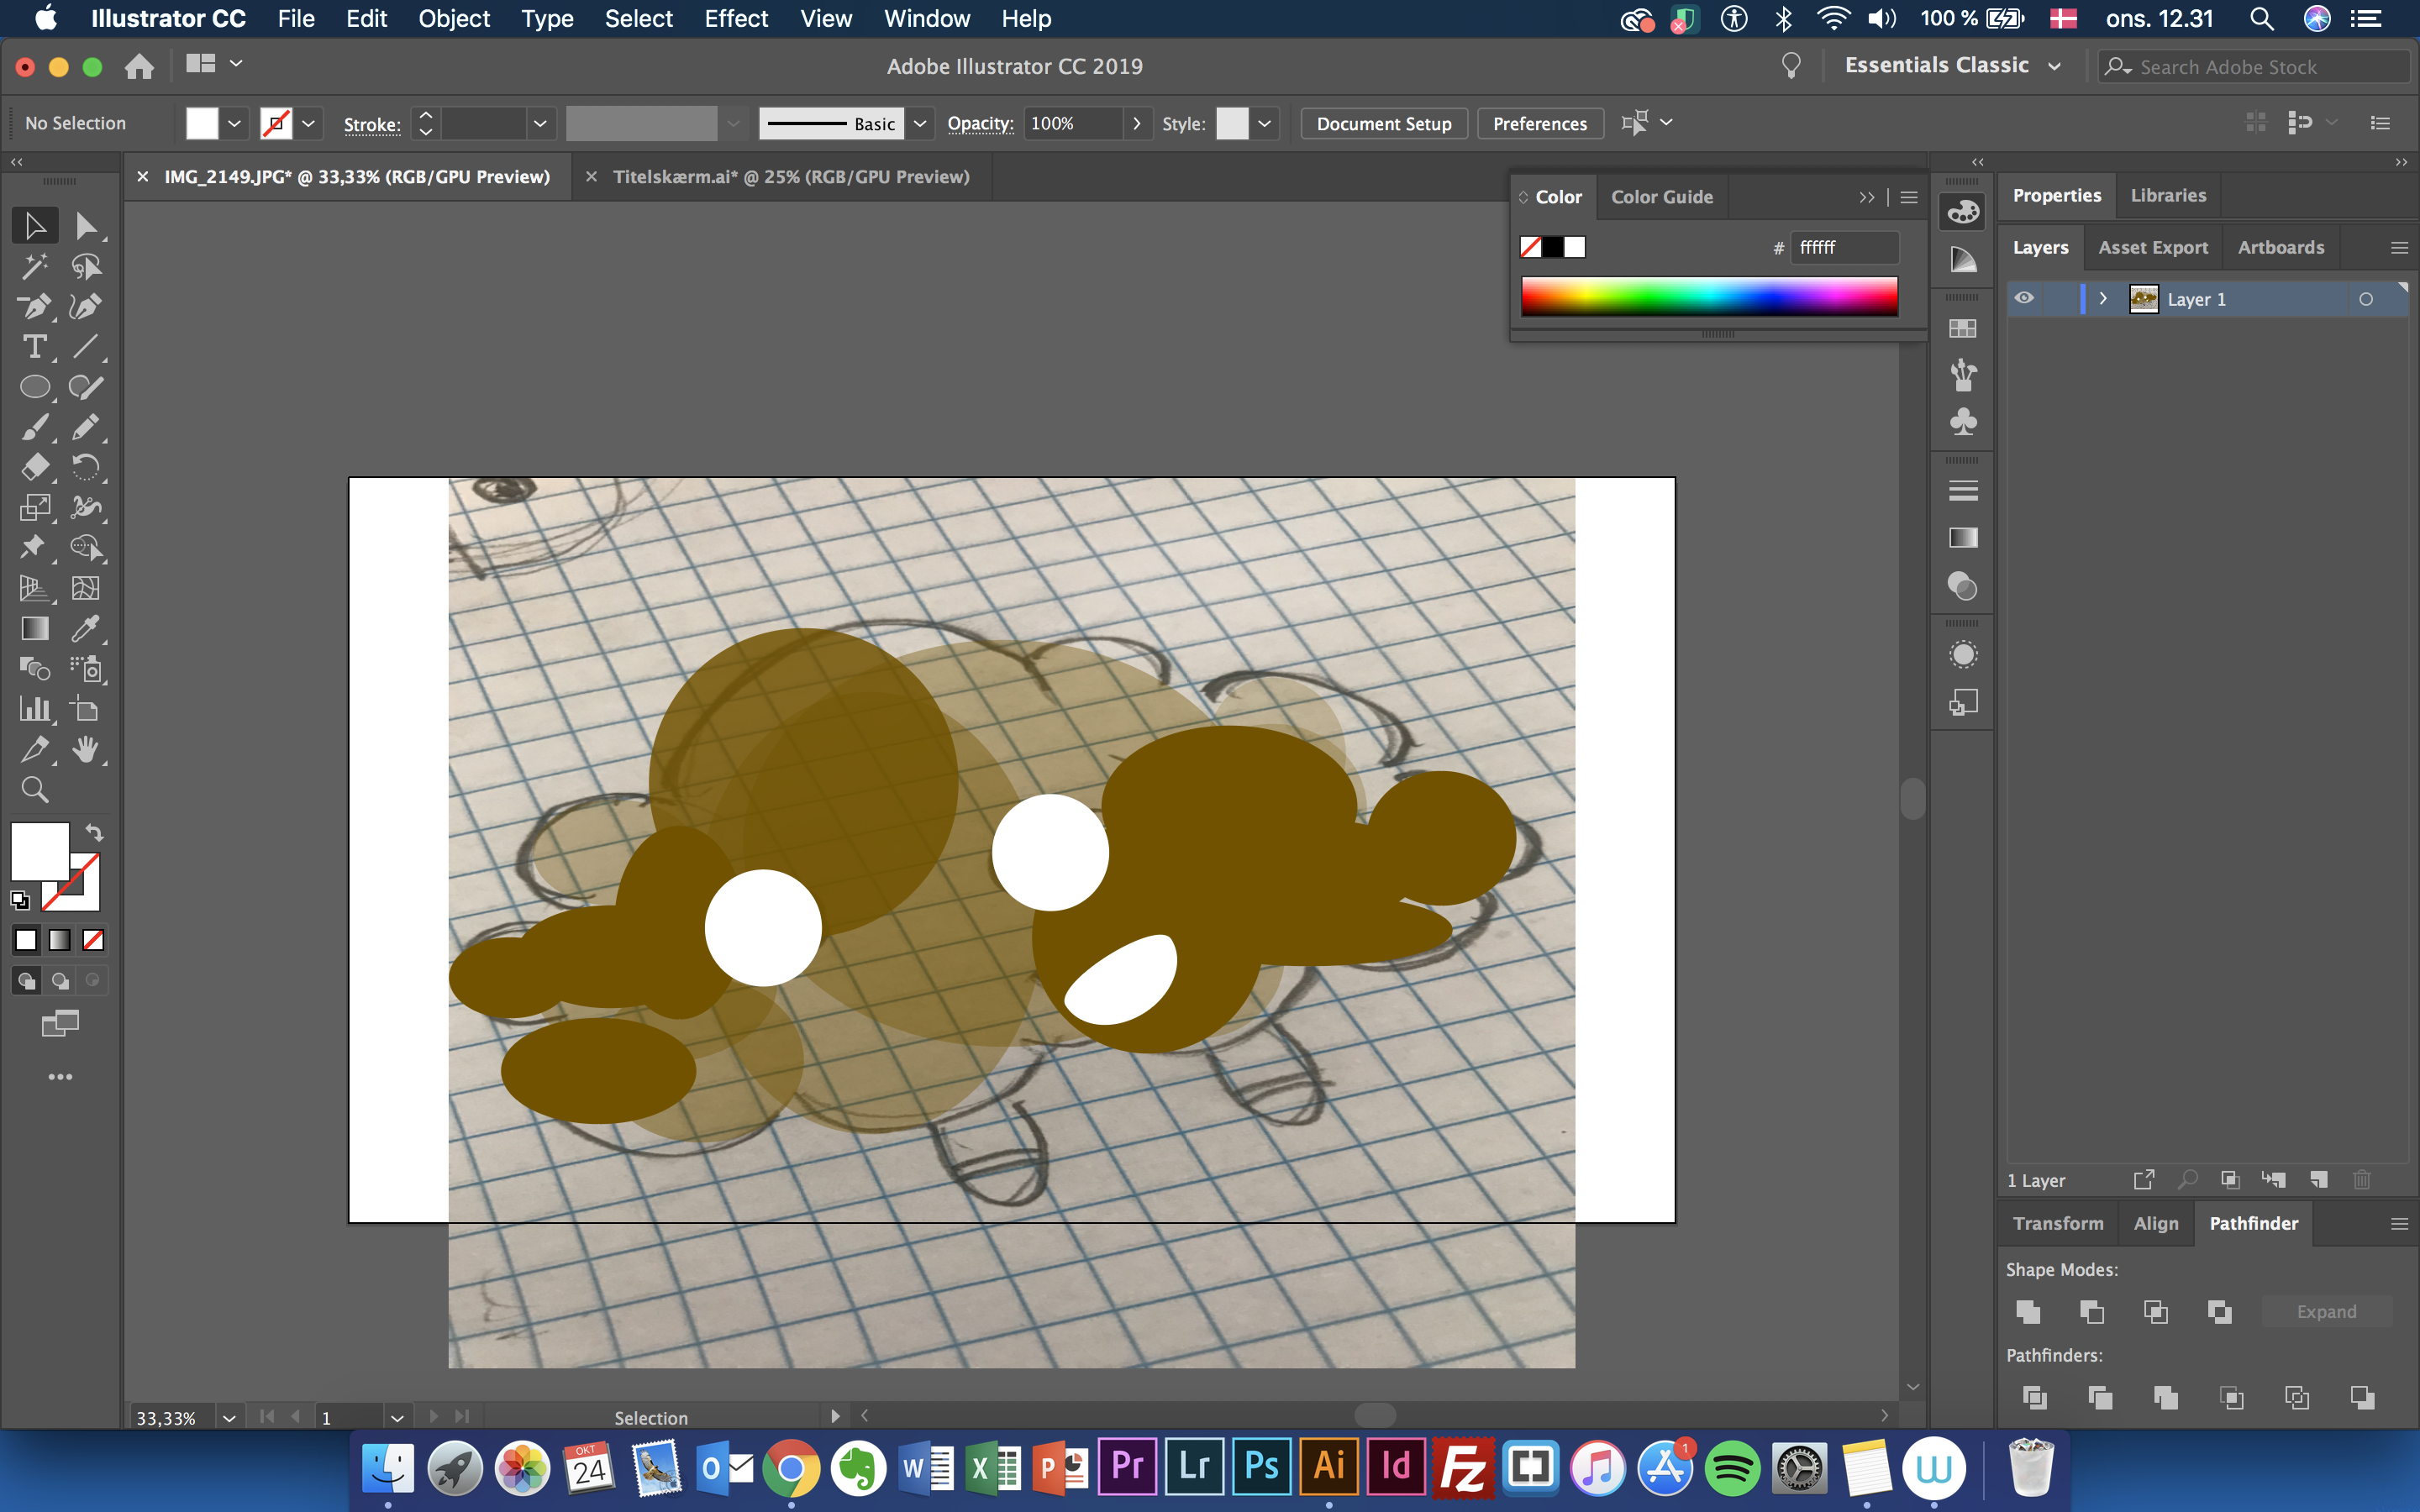 Illustrator CC File Edit Object Type Select Effect View Window Help 100 % ons. 12.31
Adobe Illustrator CC 2019 Essentials Classic Search Adobe Stock
No Selection Stroke: Basic Opacity: 100% Style: Document Setup Preferences
IMG_2149.JPG* @ 33,33% (RGB/GPU Preview) Titelskærm.ai* @ 25% (RGB/GPU Preview)
Color Color Guide
# ffffff
Properties Libraries
Layers Asset Export Artboards
Layer 1
1 Layer
Transform Align Pathfinder
Shape Modes:
Expand
Pathfinders:
33,33% 1 Selection
OKT
24
O W X P Pr Lr Ps Ai Id Fz 1 W